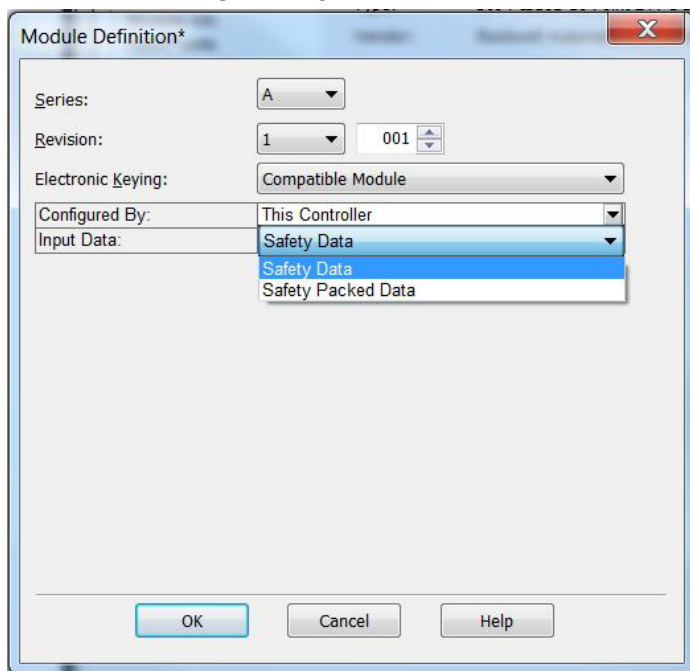 Module Definition*
Series: A
Revision: 1 001
Electronic Keying: Compatible Module
Configured By: This Controller
Input Data: Safety Data
Safety Data
Safety Packed Data
OK Cancel Help